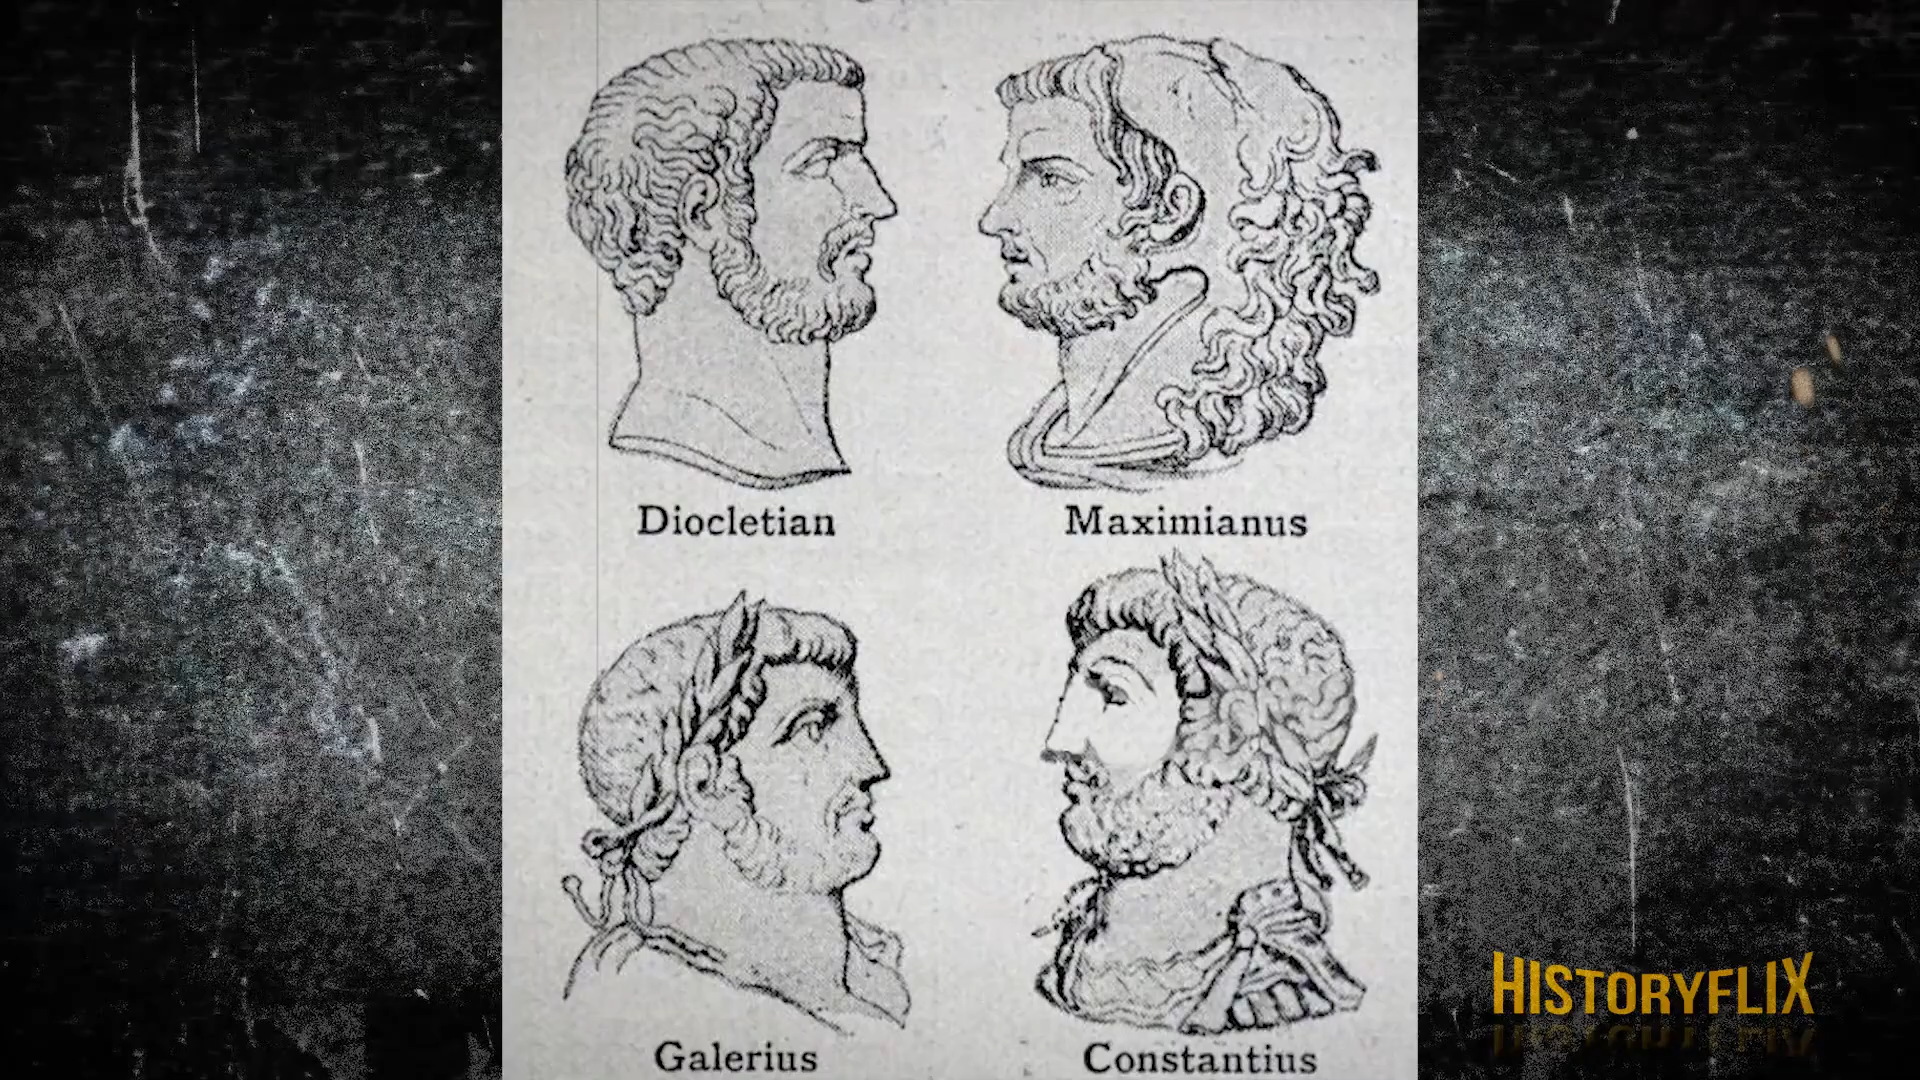 Diocletian
Maximianus
Galerius
Constantius
HISTORYFLIX